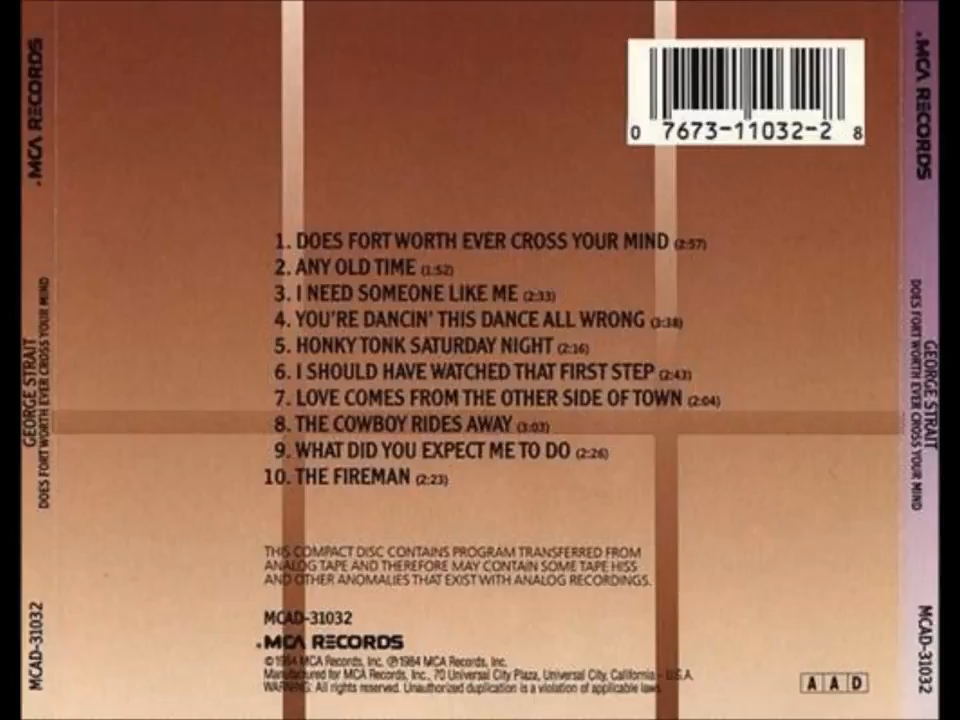 .MCA RECORDS
GEORGE STRAIT
DOES FORT WORTH EVER CROSS YOUR MIND
MCAD-31032
0 7673-11032-2 8
1. DOES FORT WORTH EVER CROSS YOUR MIND (2:57)
2. ANY OLD TIME (1:52)
3. I NEED SOMEONE LIKE ME (2:33)
4. YOU'RE DANCIN' THIS DANCE ALL WRONG (3:38)
5. HONKY TONK SATURDAY NIGHT (2:16)
6. I SHOULD HAVE WATCHED THAT FIRST STEP (2:43)
7. LOVE COMES FROM THE OTHER SIDE OF TOWN (2:04)
8. THE COWBOY RIDES AWAY (3:03)
9. WHAT DID YOU EXPECT ME TO DO (2:26)
10. THE FIREMAN (2:23)
THIS COMPACT DISC CONTAINS PROGRAM TRANSFERRED FROM
ANALOG TAPE AND THEREFORE MAY CONTAIN SOME TAPE HISS
AND OTHER ANOMALIES THAT EXIST WITH ANALOG RECORDINGS.
MCAD-31032
.MCA RECORDS
©1984 MCA Records, Inc. ℗1984 MCA Records, Inc.
Manufactured for MCA Records, Inc., 70 Universal City Plaza, Universal City, California - U.S.A.
WARNING: All rights reserved. Unauthorized duplication is a violation of applicable laws.
A A D
.MCA RECORDS
GEORGE STRAIT
DOES FORT WORTH EVER CROSS YOUR MIND
MCAD-31032